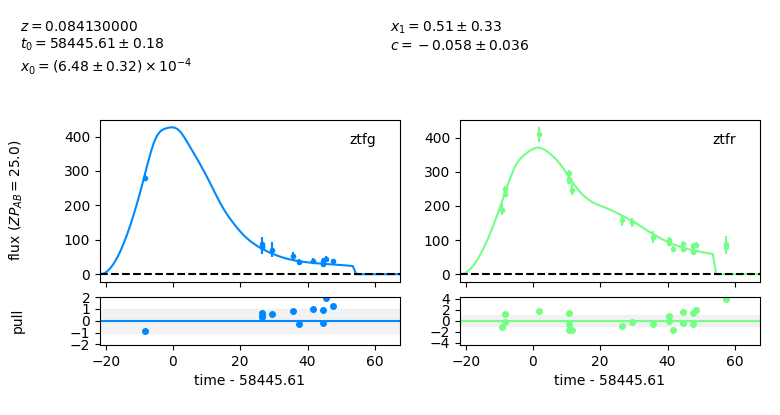 z = 0.084130000
t₀ = 58445.61 ± 0.18
x₀ = (6.48 ± 0.32) × 10⁻⁴
x₁ = 0.51 ± 0.33
c = −0.058 ± 0.036
flux (ZP_AB = 25.0)
400
300
200
100
0
ztfg
400
300
200
100
0
ztfr
pull
2
1
0
−1
−2
−20
0
20
40
60
time - 58445.61
4
2
0
−2
−4
−20
0
20
40
60
time - 58445.61